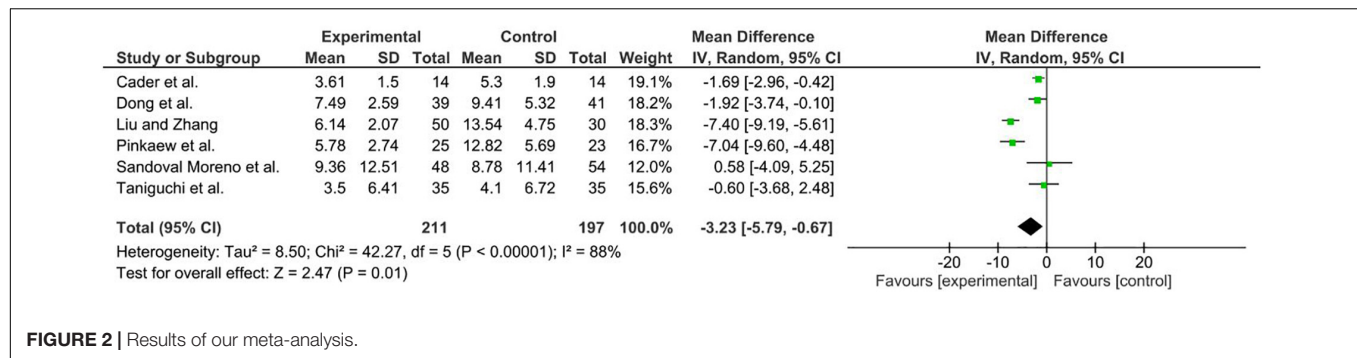 Experimental Control Mean Difference Mean Difference
Study or Subgroup Mean SD Total Mean SD Total Weight IV, Random, 95% CI IV, Random, 95% CI
Cader et al. 3.61 1.5 14 5.3 1.9 14 19.1% -1.69 [-2.96, -0.42]
Dong et al. 7.49 2.59 39 9.41 5.32 41 18.2% -1.92 [-3.74, -0.10]
Liu and Zhang 6.14 2.07 50 13.54 4.75 30 18.3% -7.40 [-9.19, -5.61]
Pinkaew et al. 5.78 2.74 25 12.82 5.69 23 16.7% -7.04 [-9.60, -4.48]
Sandoval Moreno et al. 9.36 12.51 48 8.78 11.41 54 12.0% 0.58 [-4.09, 5.25]
Taniguchi et al. 3.5 6.41 35 4.1 6.72 35 15.6% -0.60 [-3.68, 2.48]
Total (95% CI) 211 197 100.0% -3.23 [-5.79, -0.67]
Heterogeneity: Tau² = 8.50; Chi² = 42.27, df = 5 (P < 0.00001); I² = 88%
Test for overall effect: Z = 2.47 (P = 0.01)
-20 -10 0 10 20
Favours [experimental] Favours [control]
FIGURE 2 | Results of our meta-analysis.